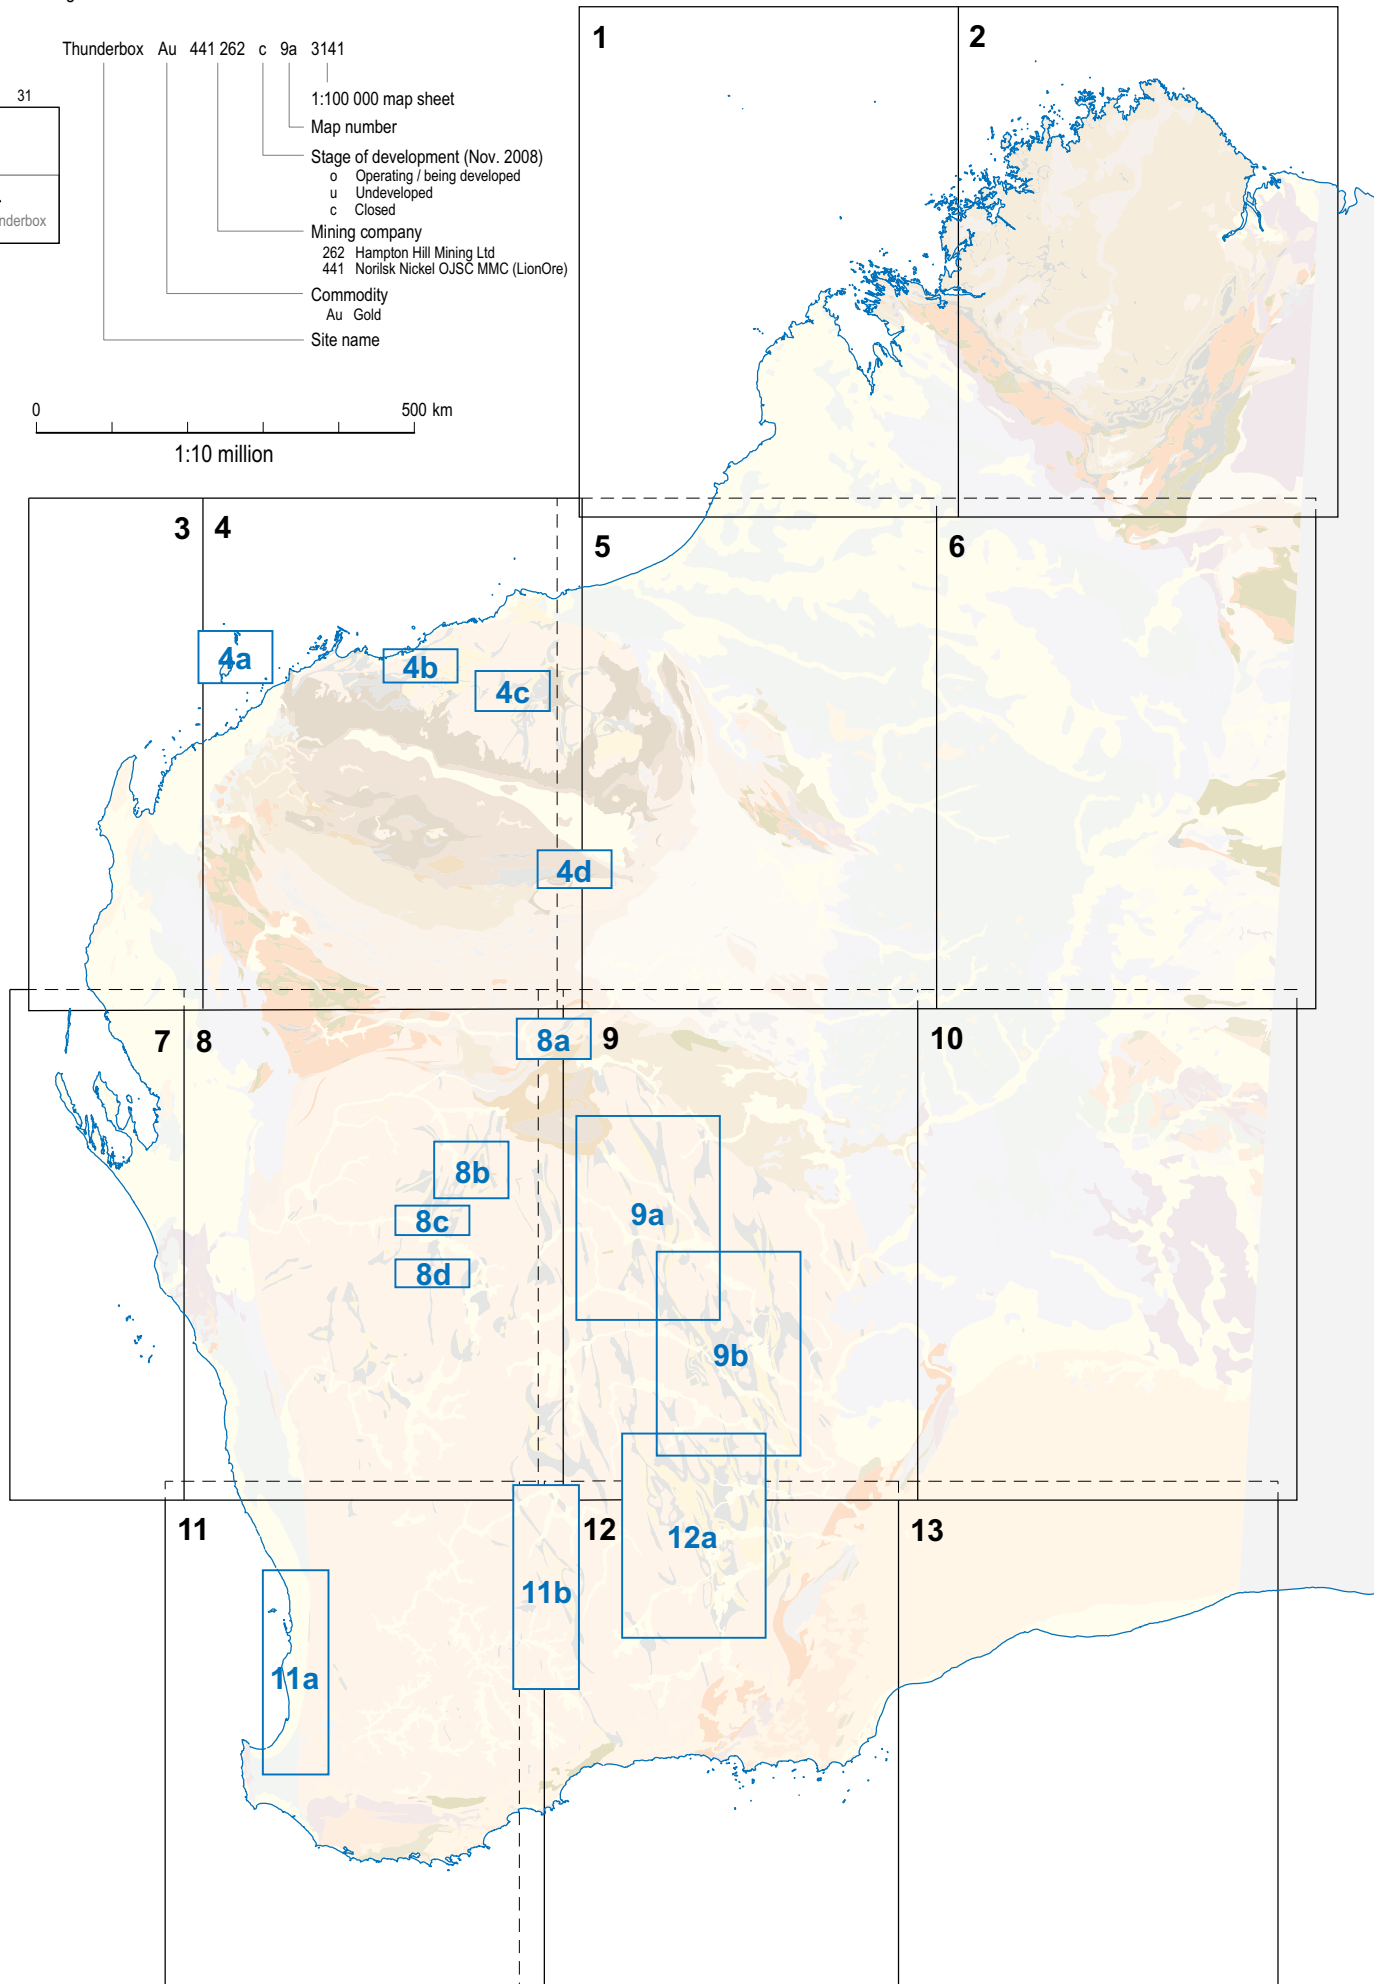 Thunderbox Au 441 262 c 9a 3141
31
1:100 000 map sheet
Map number
Stage of development (Nov. 2008)
o Operating / being developed
u Undeveloped
c Closed
Mining company
262 Hampton Hill Mining Ltd
441 Norilsk Nickel OJSC MMC (LionOre)
Commodity
Au Gold
Site name
nderbox
0 500 km
1:10 million
1 2
3 4
5 6
4a 4b 4c
4d
7 8 8a 9 10
8b
8c 9a
8d
9b
11 12 12a 13
11b
11a